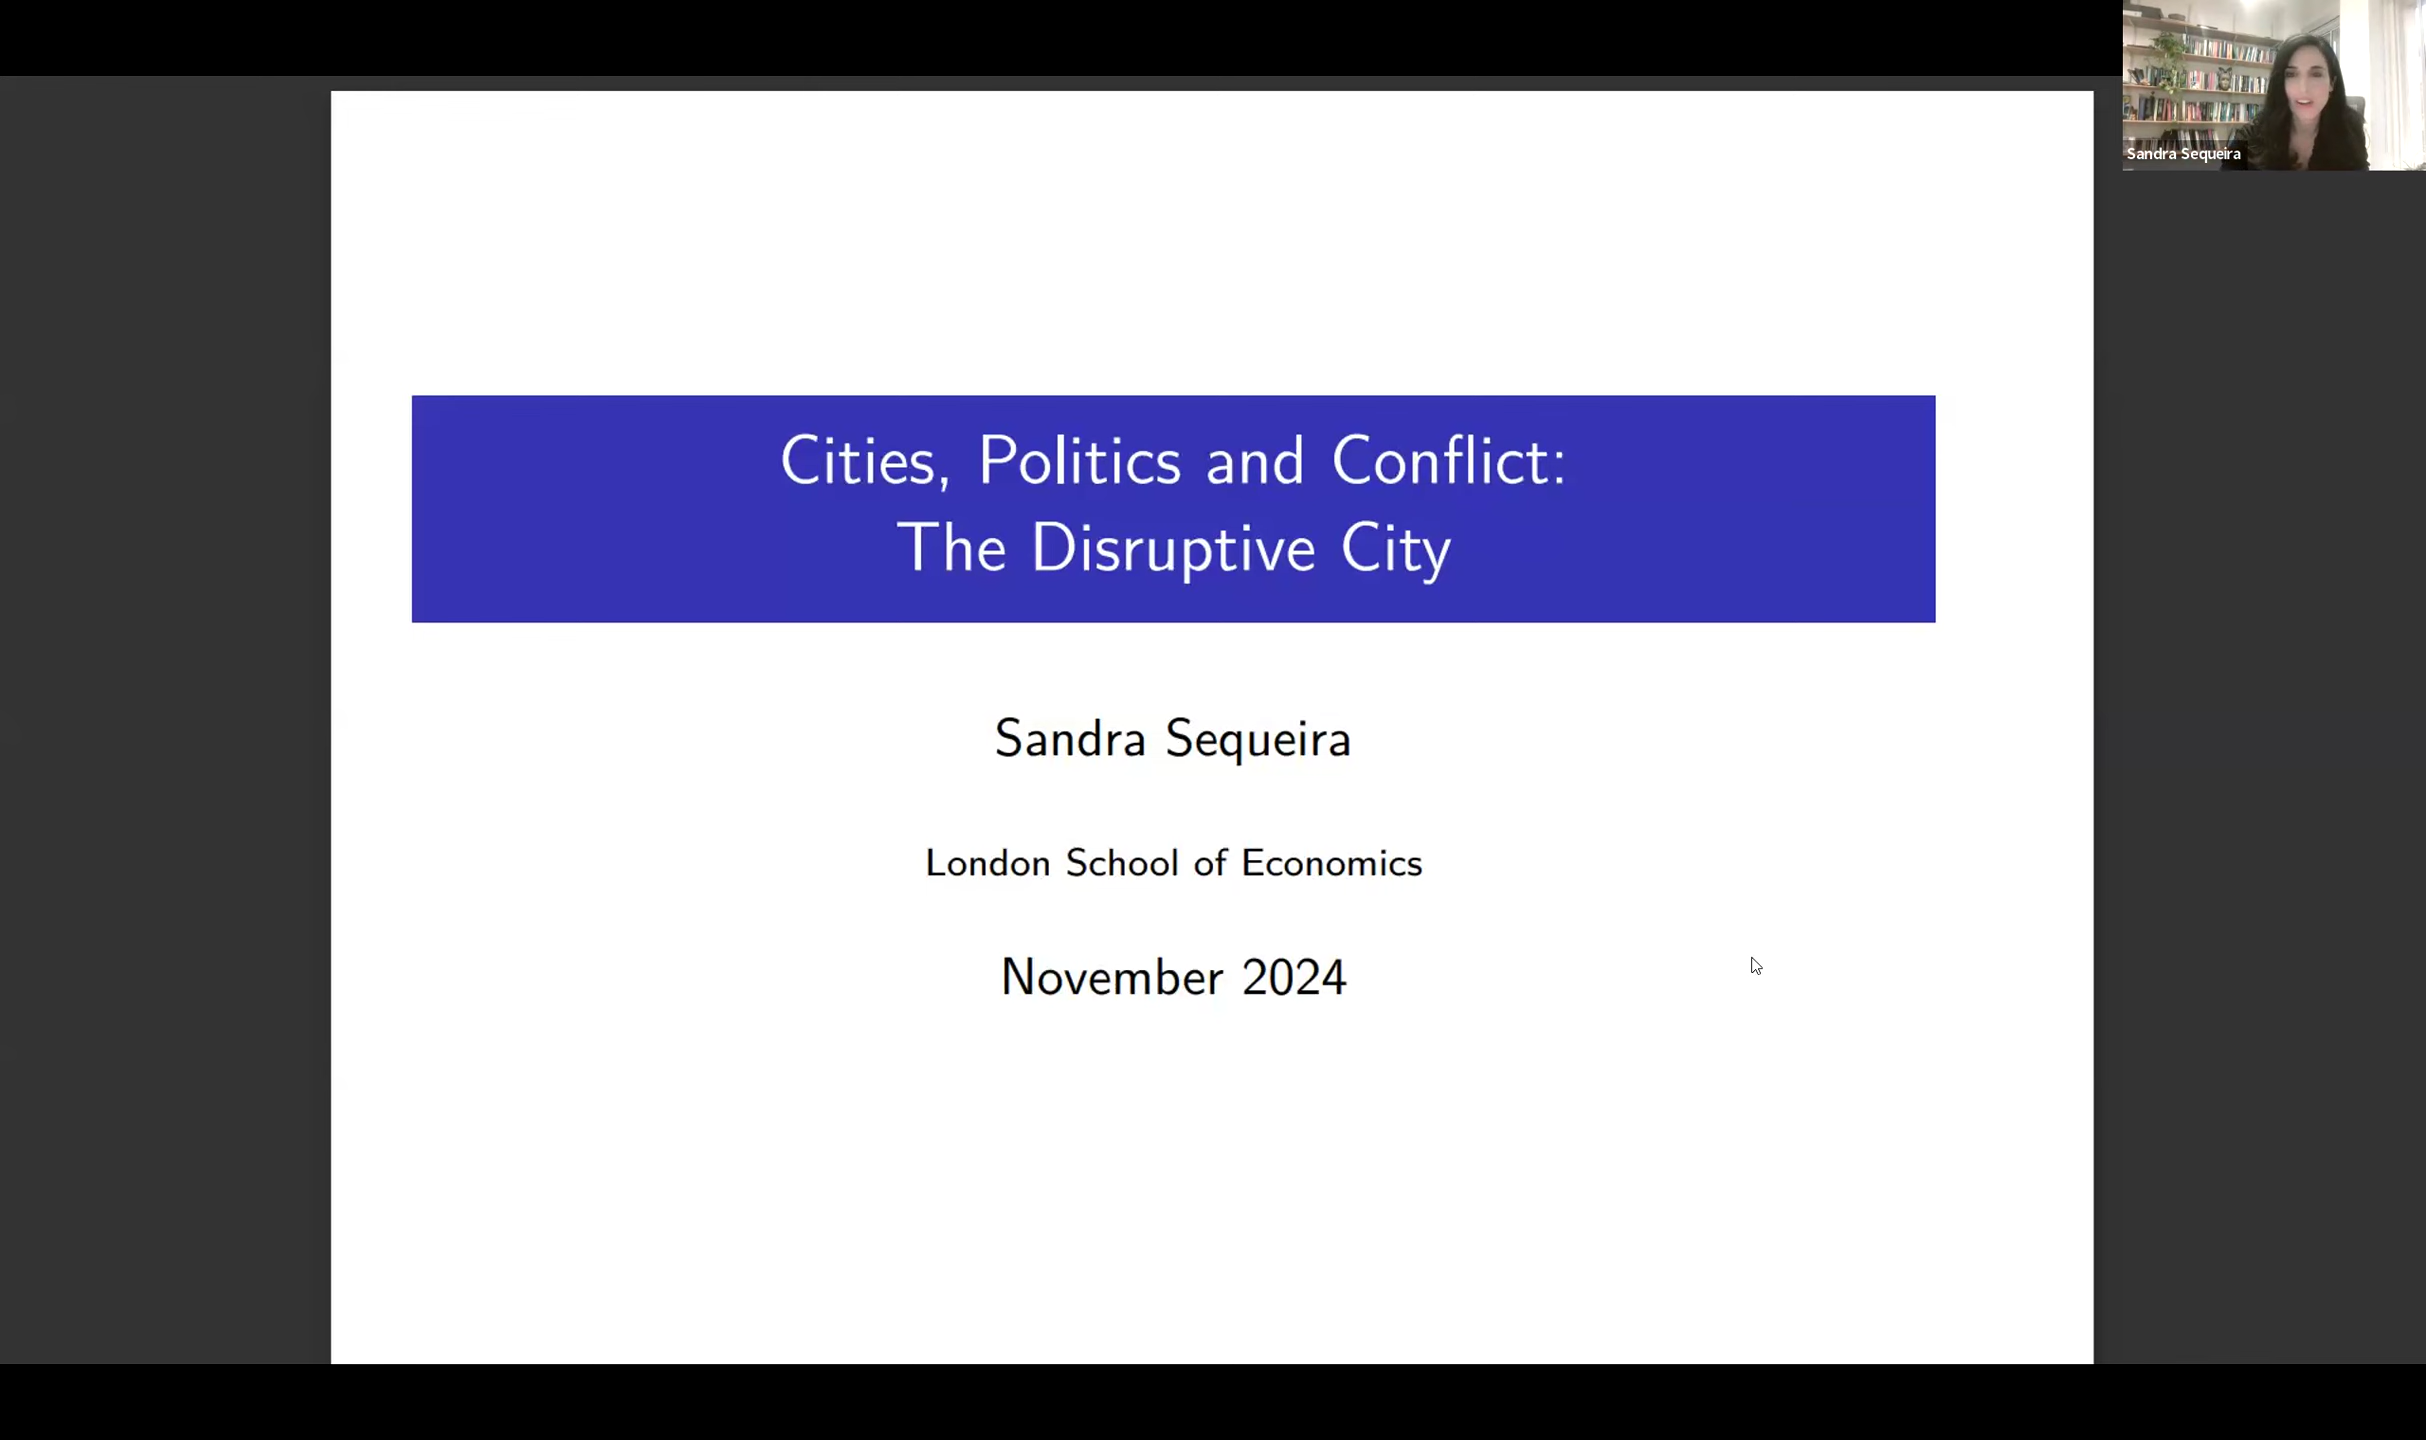 Sandra Sequeira
Cities, Politics and Conflict:
The Disruptive City
Sandra Sequeira
London School of Economics
November 2024